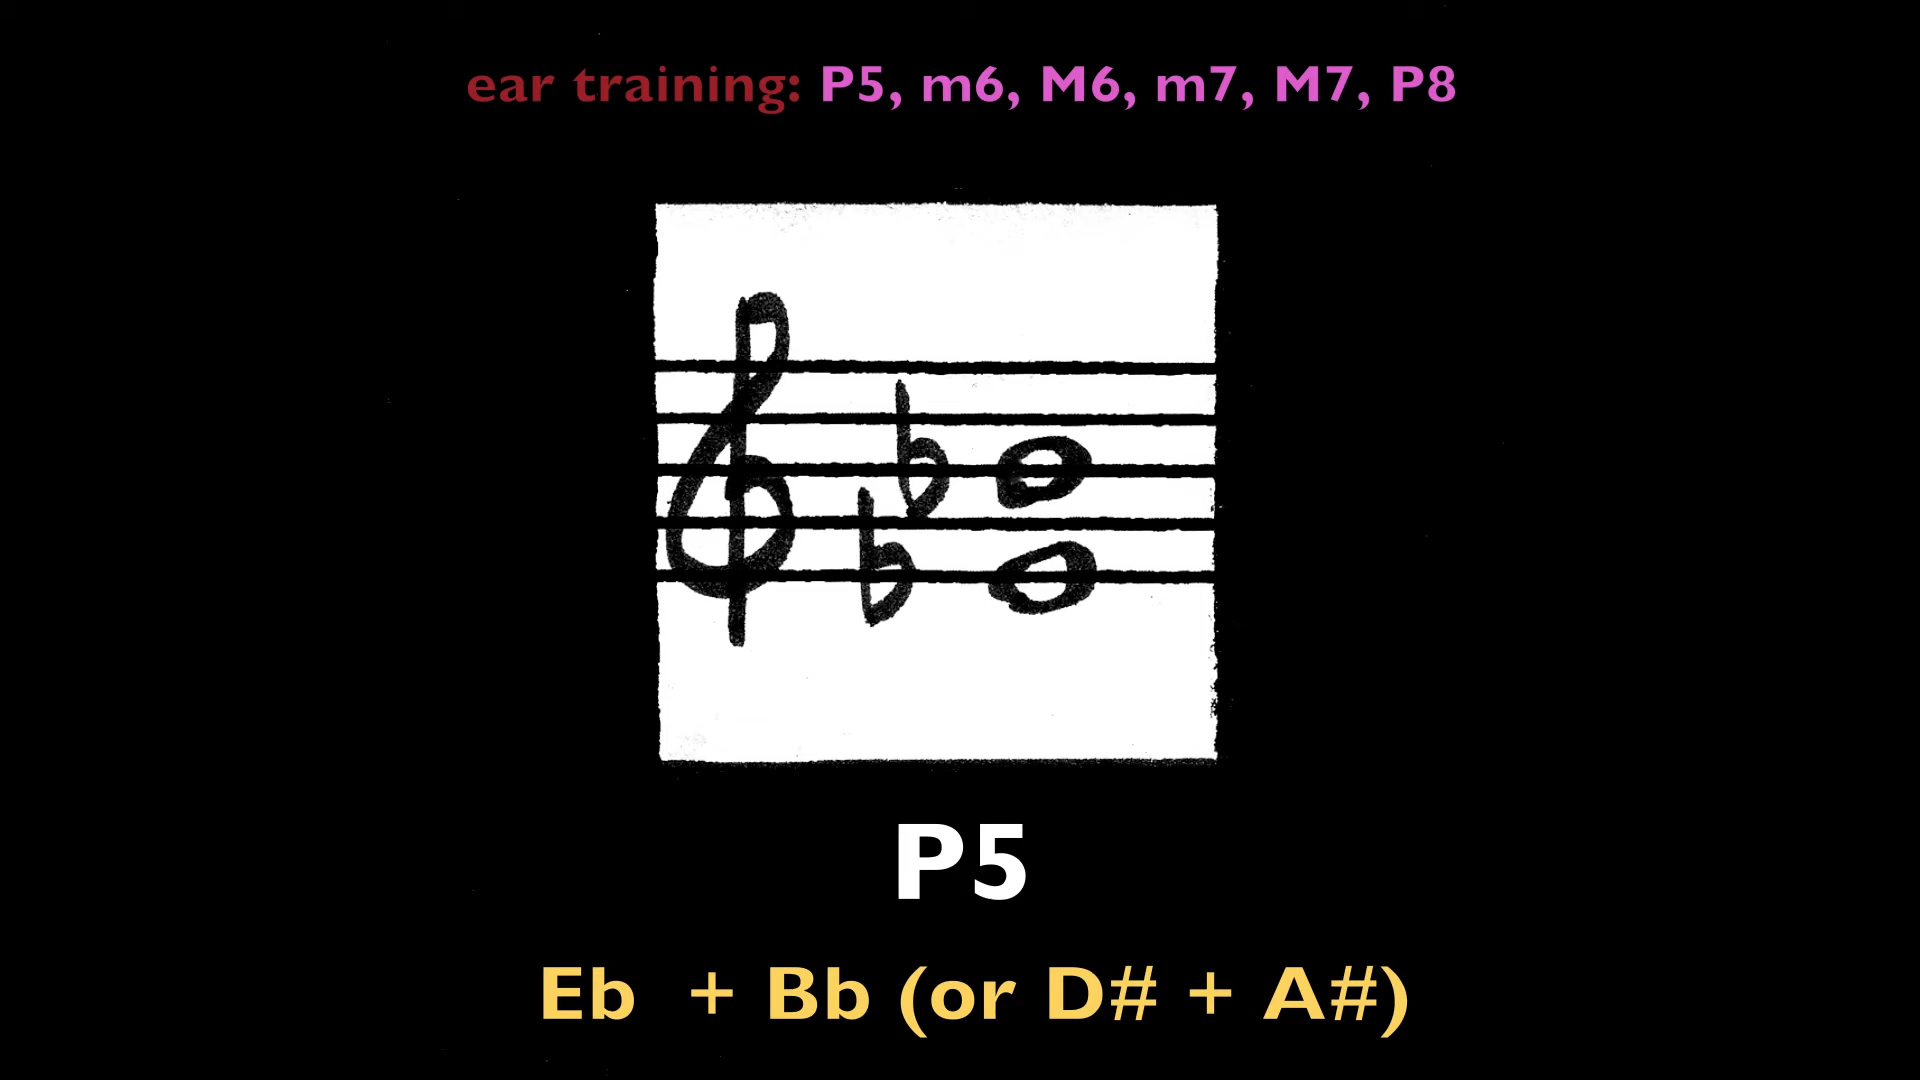 ear training: P5, m6, M6, m7, M7, P8
P5
Eb + Bb (or D# + A#)